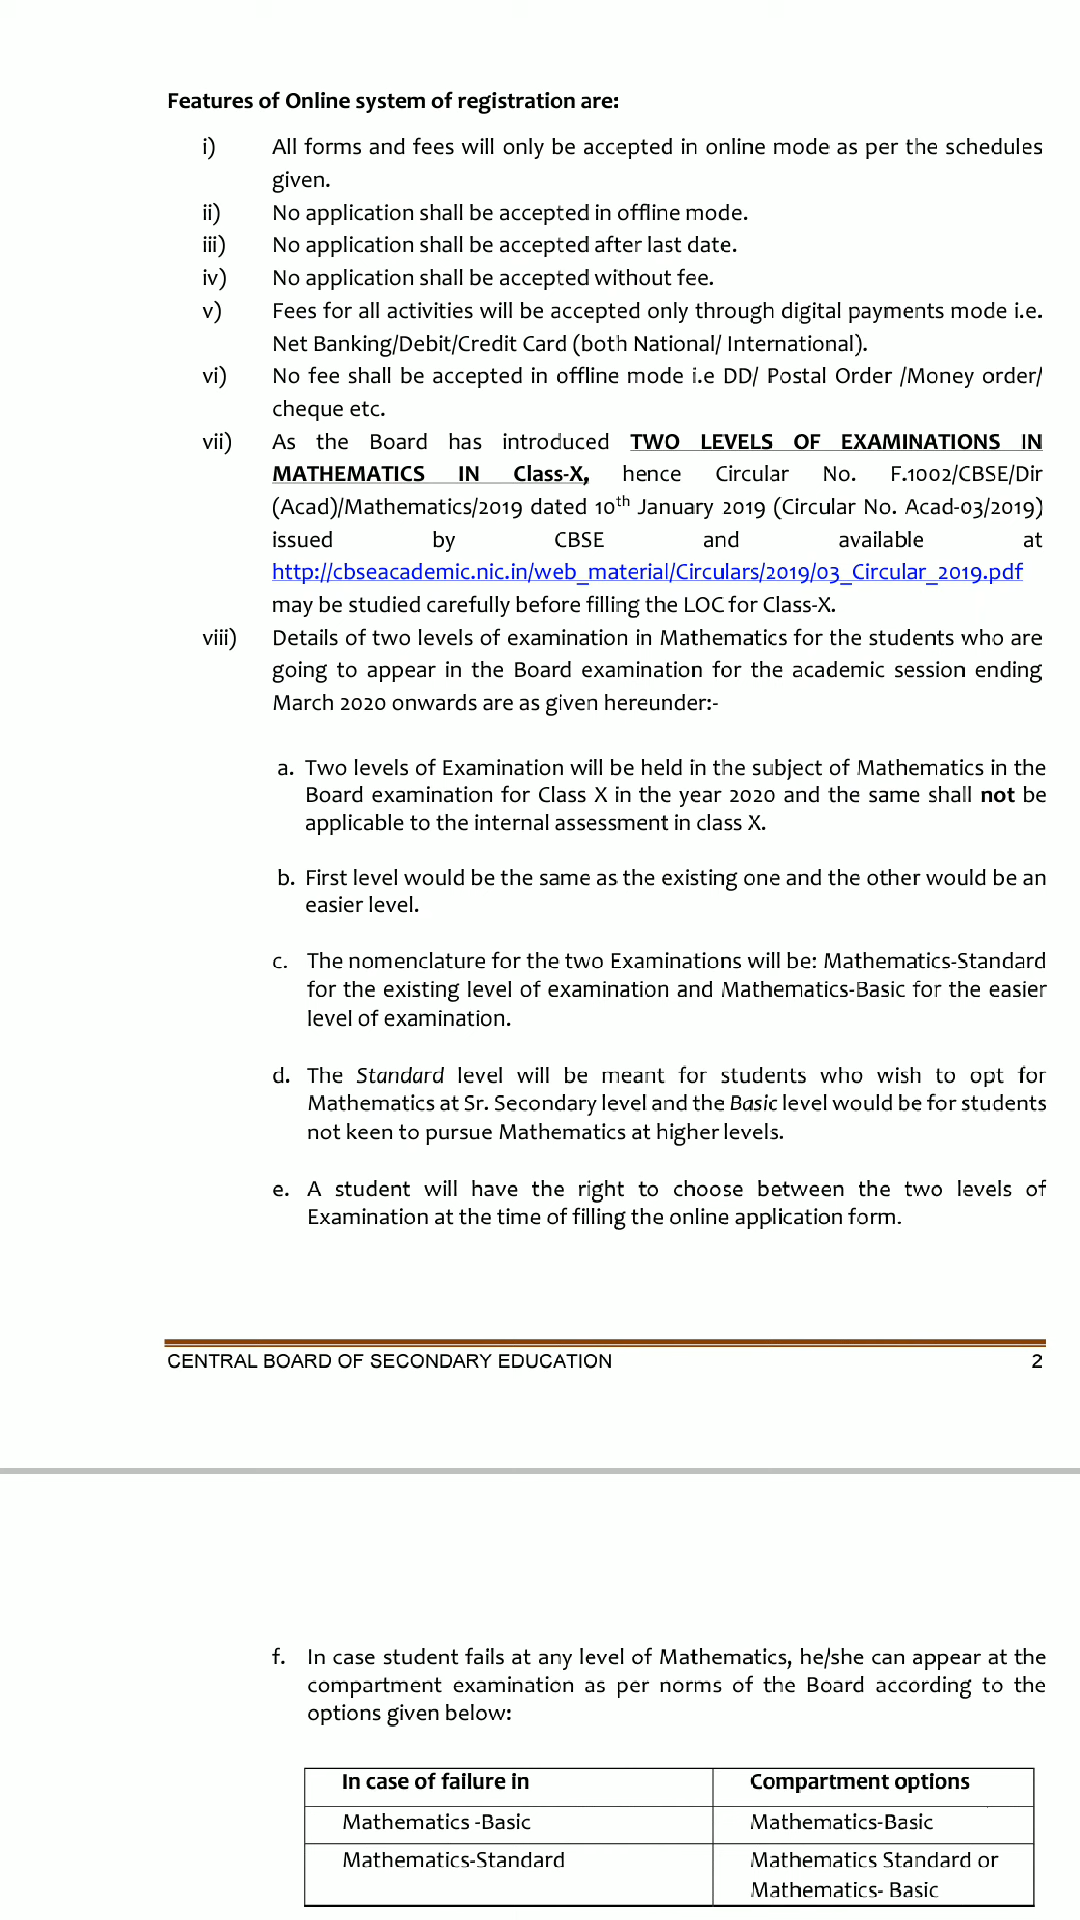 Features of Online system of registration are:
i) All forms and fees will only be accepted in online mode as per the schedules
given.
ii) No application shall be accepted in offline mode.
iii) No application shall be accepted after last date.
iv) No application shall be accepted without fee.
v) Fees for all activities will be accepted only through digital payments mode i.e.
Net Banking/Debit/Credit Card (both National/ International).
vi) No fee shall be accepted in offline mode i.e DD/ Postal Order /Money order/
cheque etc.
vii) As the Board has introduced TWO LEVELS OF EXAMINATIONS IN
MATHEMATICS IN Class-X, hence Circular No. F.1002/CBSE/Dir
(Acad)/Mathematics/2019 dated 10th January 2019 (Circular No. Acad-03/2019)
issued by CBSE and available at
http://cbseacademic.nic.in/web_material/Circulars/2019/03_Circular_2019.pdf
may be studied carefully before filling the LOC for Class-X.
viii) Details of two levels of examination in Mathematics for the students who are
going to appear in the Board examination for the academic session ending
March 2020 onwards are as given hereunder:-
a. Two levels of Examination will be held in the subject of Mathematics in the
Board examination for Class X in the year 2020 and the same shall not be
applicable to the internal assessment in class X.
b. First level would be the same as the existing one and the other would be an
easier level.
c. The nomenclature for the two Examinations will be: Mathematics-Standard
for the existing level of examination and Mathematics-Basic for the easier
level of examination.
d. The Standard level will be meant for students who wish to opt for
Mathematics at Sr. Secondary level and the Basic level would be for students
not keen to pursue Mathematics at higher levels.
e. A student will have the right to choose between the two levels of
Examination at the time of filling the online application form.
CENTRAL BOARD OF SECONDARY EDUCATION 2
f. In case student fails at any level of Mathematics, he/she can appear at the
compartment examination as per norms of the Board according to the
options given below:
In case of failure in Compartment options
Mathematics -Basic Mathematics-Basic
Mathematics-Standard Mathematics Standard or
Mathematics- Basic